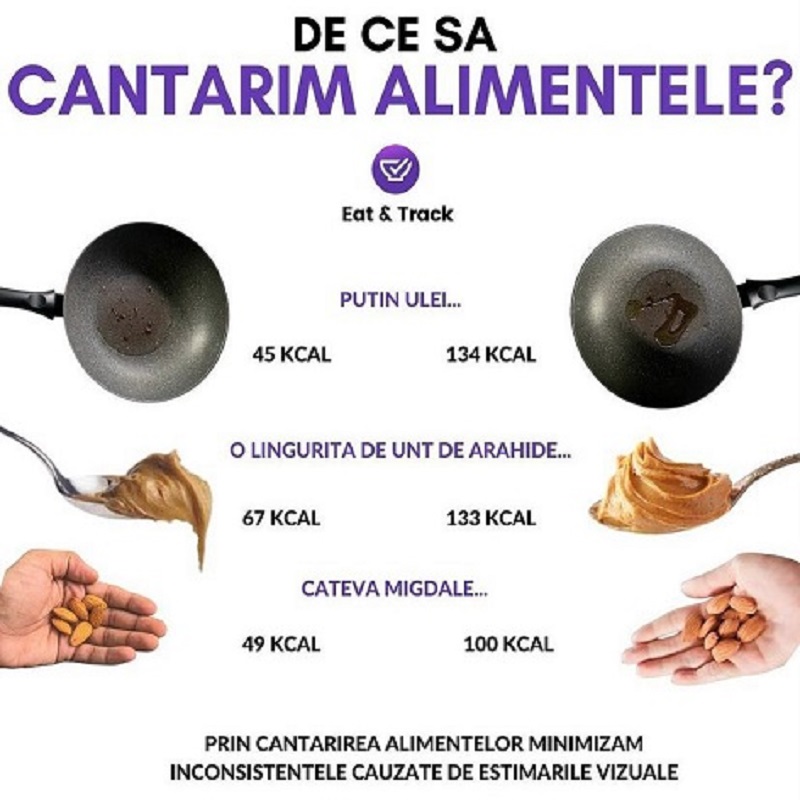 DE CE SA
CANTARIM ALIMENTELE?
Eat & Track
PUTIN ULEI...
45 KCAL
134 KCAL
O LINGURITA DE UNT DE ARAHIDE...
67 KCAL
133 KCAL
CATEVA MIGDALE...
49 KCAL
100 KCAL
PRIN CANTARIREA ALIMENTELOR MINIMIZAM
INCONSISTENTELE CAUZATE DE ESTIMARILE VIZUALE